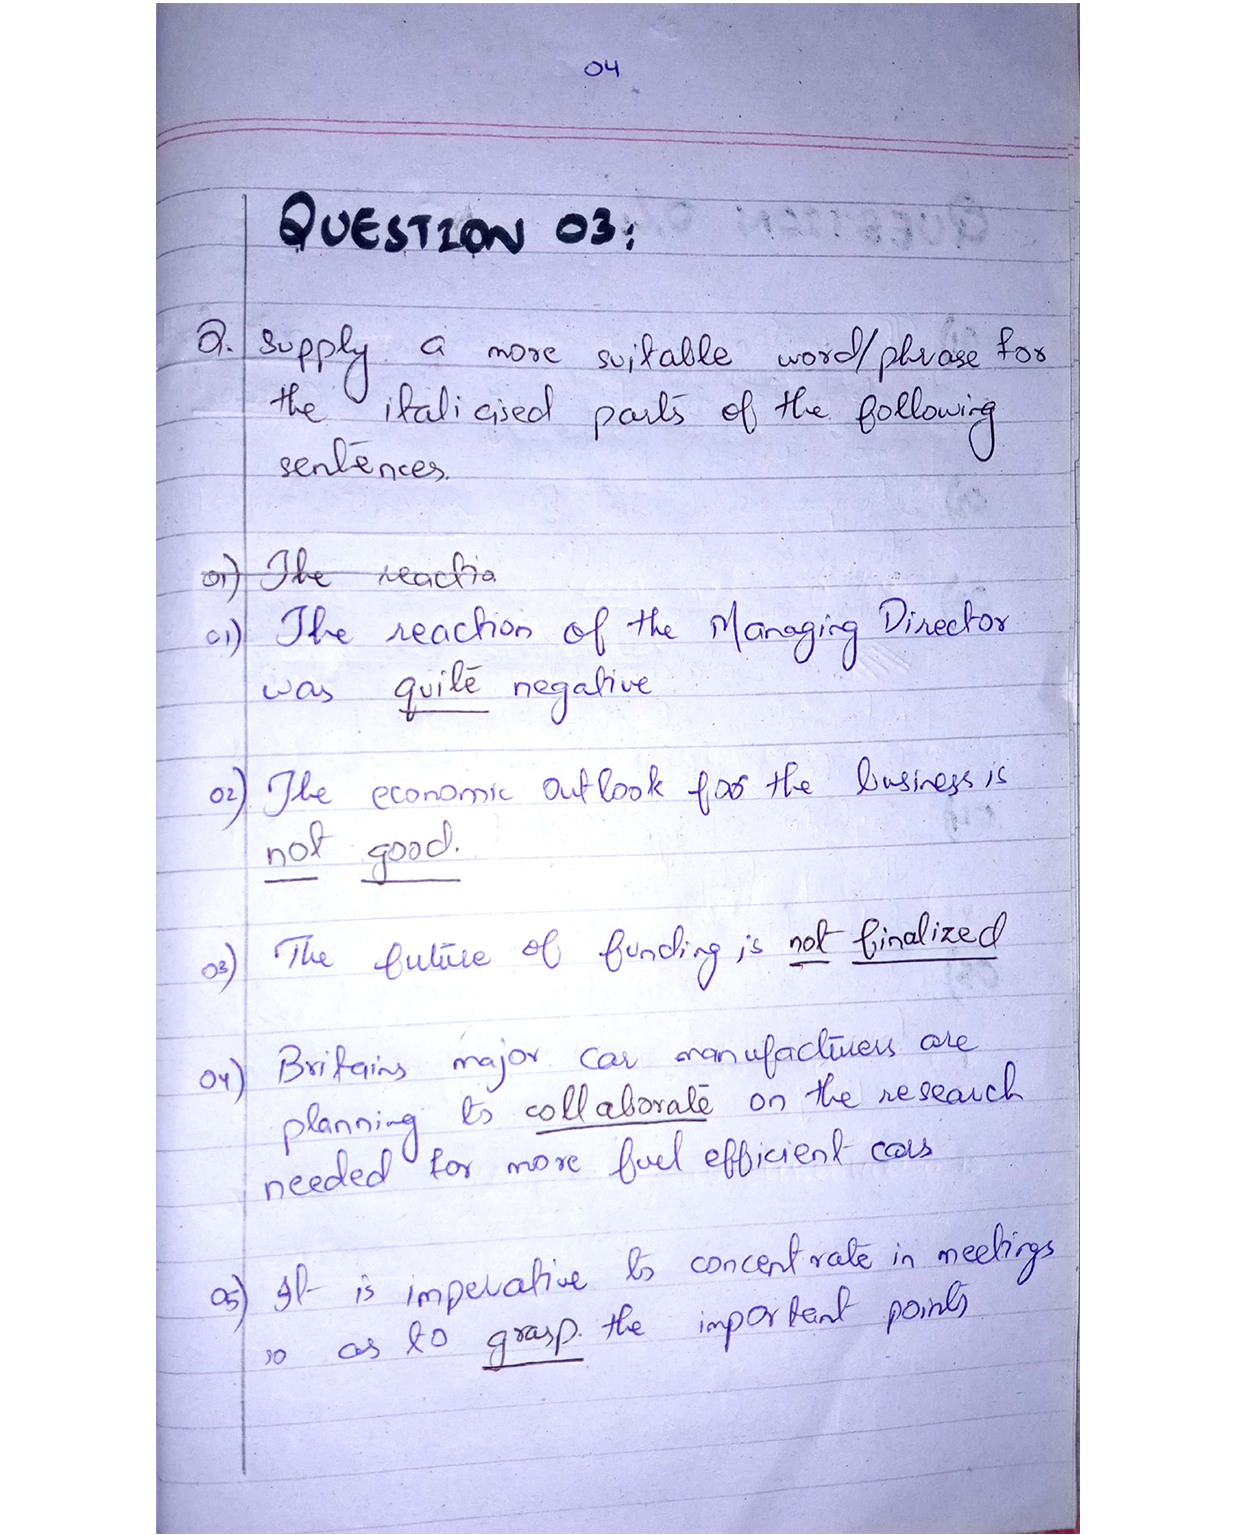 04
QUESTION 03:
Q. Supply a more suitable word/phrase for
the italicised parts of the following
sentences.
01) The reactio
01) The reaction of the Managing Director
was quite negative
02) The economic outlook for the business is
not good.
03) The future of funding is not finalized
04) Britains major car manufacturers are
planning to collaborate on the research
needed for more fuel efficient cars
05) It is imperative to concentrate in meetings
so as to grasp. the important points